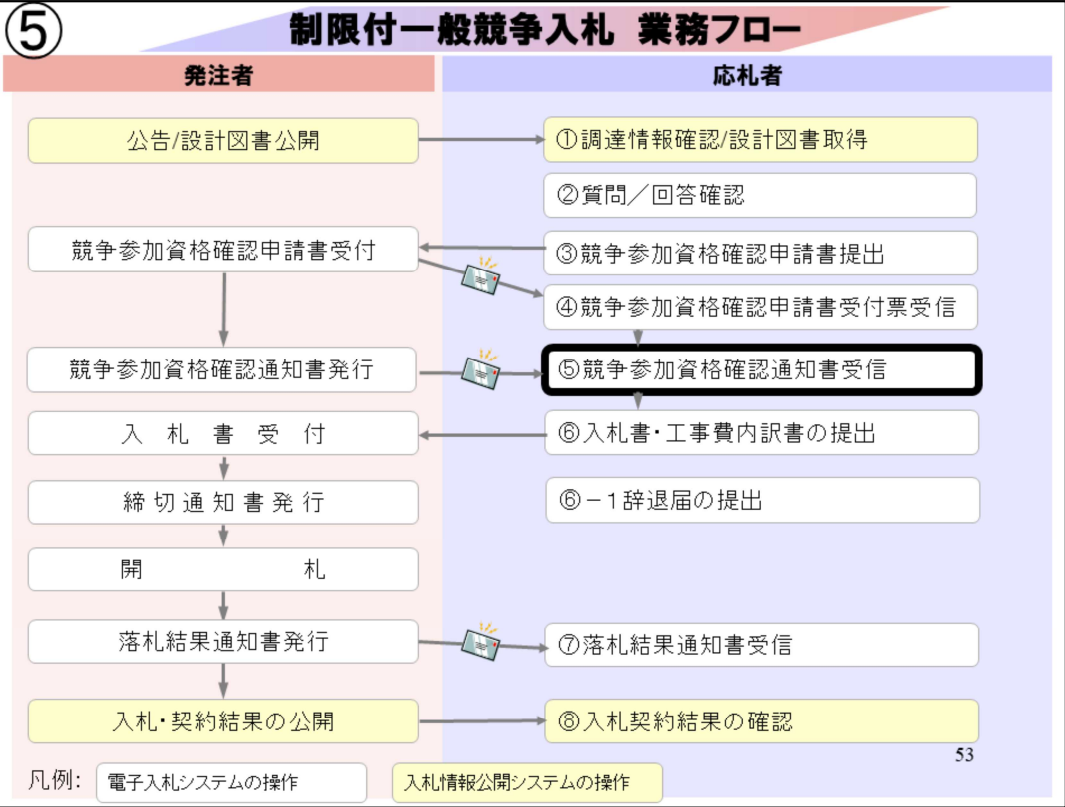 ⑤
制限付一般競争入札 業務フロー
発注者
応札者
公告/設計図書公開
①調達情報確認/設計図書取得
②質問/回答確認
競争参加資格確認申請書受付
③競争参加資格確認申請書提出
④競争参加資格確認申請書受付票受信
競争参加資格確認通知書発行
⑤競争参加資格確認通知書受信
入札書受付
⑥入札書・工事費内訳書の提出
締切通知書発行
⑥-1辞退届の提出
開札
落札結果通知書発行
⑦落札結果通知書受信
入札・契約結果の公開
⑧入札契約結果の確認
53
凡例: 電子入札システムの操作 入札情報公開システムの操作